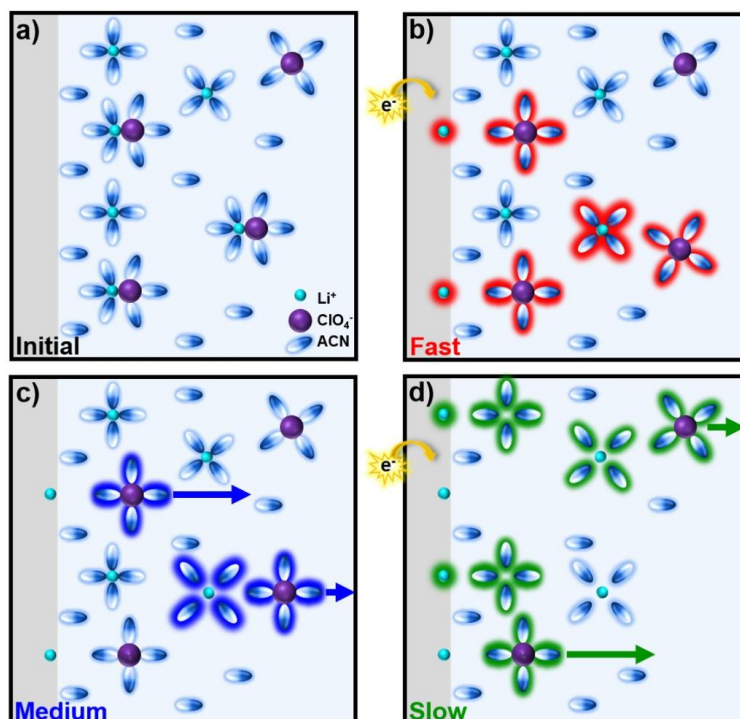 a)
Li⁺
ClO₄⁻
ACN
Initial
b)
e⁻
Fast
c)
Medium
d)
e⁻
Slow